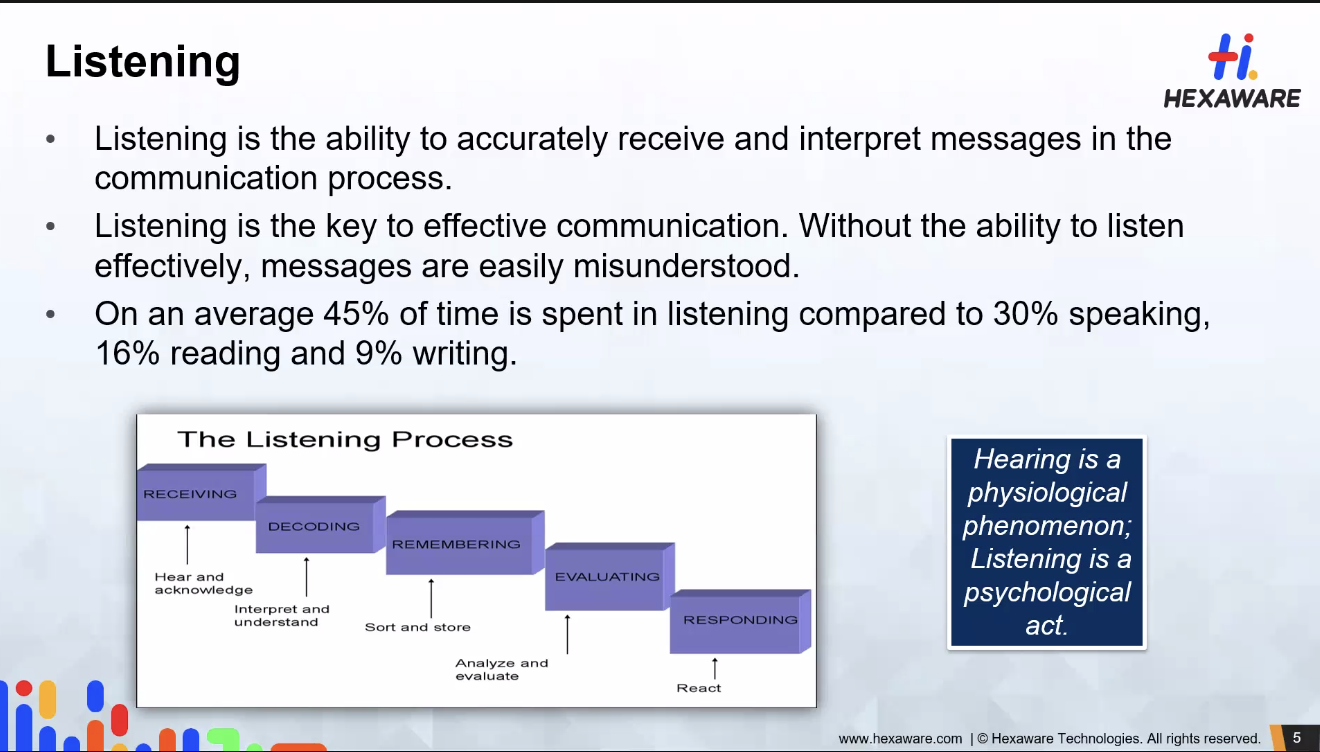 Listening
HEXAWARE
• Listening is the ability to accurately receive and interpret messages in the
communication process.
• Listening is the key to effective communication. Without the ability to listen
effectively, messages are easily misunderstood.
• On an average 45% of time is spent in listening compared to 30% speaking,
16% reading and 9% writing.
The Listening Process
RECEIVING
Hear and
acknowledge
DECODING
Interpret and
understand
REMEMBERING
Sort and store
EVALUATING
Analyze and
evaluate
RESPONDING
React
Hearing is a
physiological
phenomenon;
Listening is a
psychological
act.
www.hexaware.com | © Hexaware Technologies. All rights reserved. 5